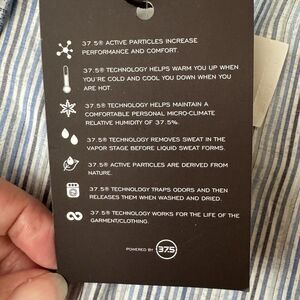 37.5® ACTIVE PARTICLES INCREASE
PERFORMANCE AND COMFORT.
37.5® TECHNOLOGY HELPS WARM YOU UP WHEN
YOU'RE COLD AND COOL YOU DOWN WHEN YOU
ARE HOT.
37.5® TECHNOLOGY HELPS MAINTAIN A
COMFORTABLE PERSONAL MICRO-CLIMATE
RELATIVE HUMIDITY OF 37.5%.
37.5® TECHNOLOGY REMOVES SWEAT IN THE
VAPOR STAGE BEFORE LIQUID SWEAT FORMS.
37.5® ACTIVE PARTICLES ARE DERIVED FROM
NATURE.
37.5® TECHNOLOGY TRAPS ODORS AND THEN
RELEASES THEM WHEN WASHED AND DRIED.
37.5® TECHNOLOGY WORKS FOR THE LIFE OF THE
GARMENT/CLOTHING.
POWERED BY 37.5